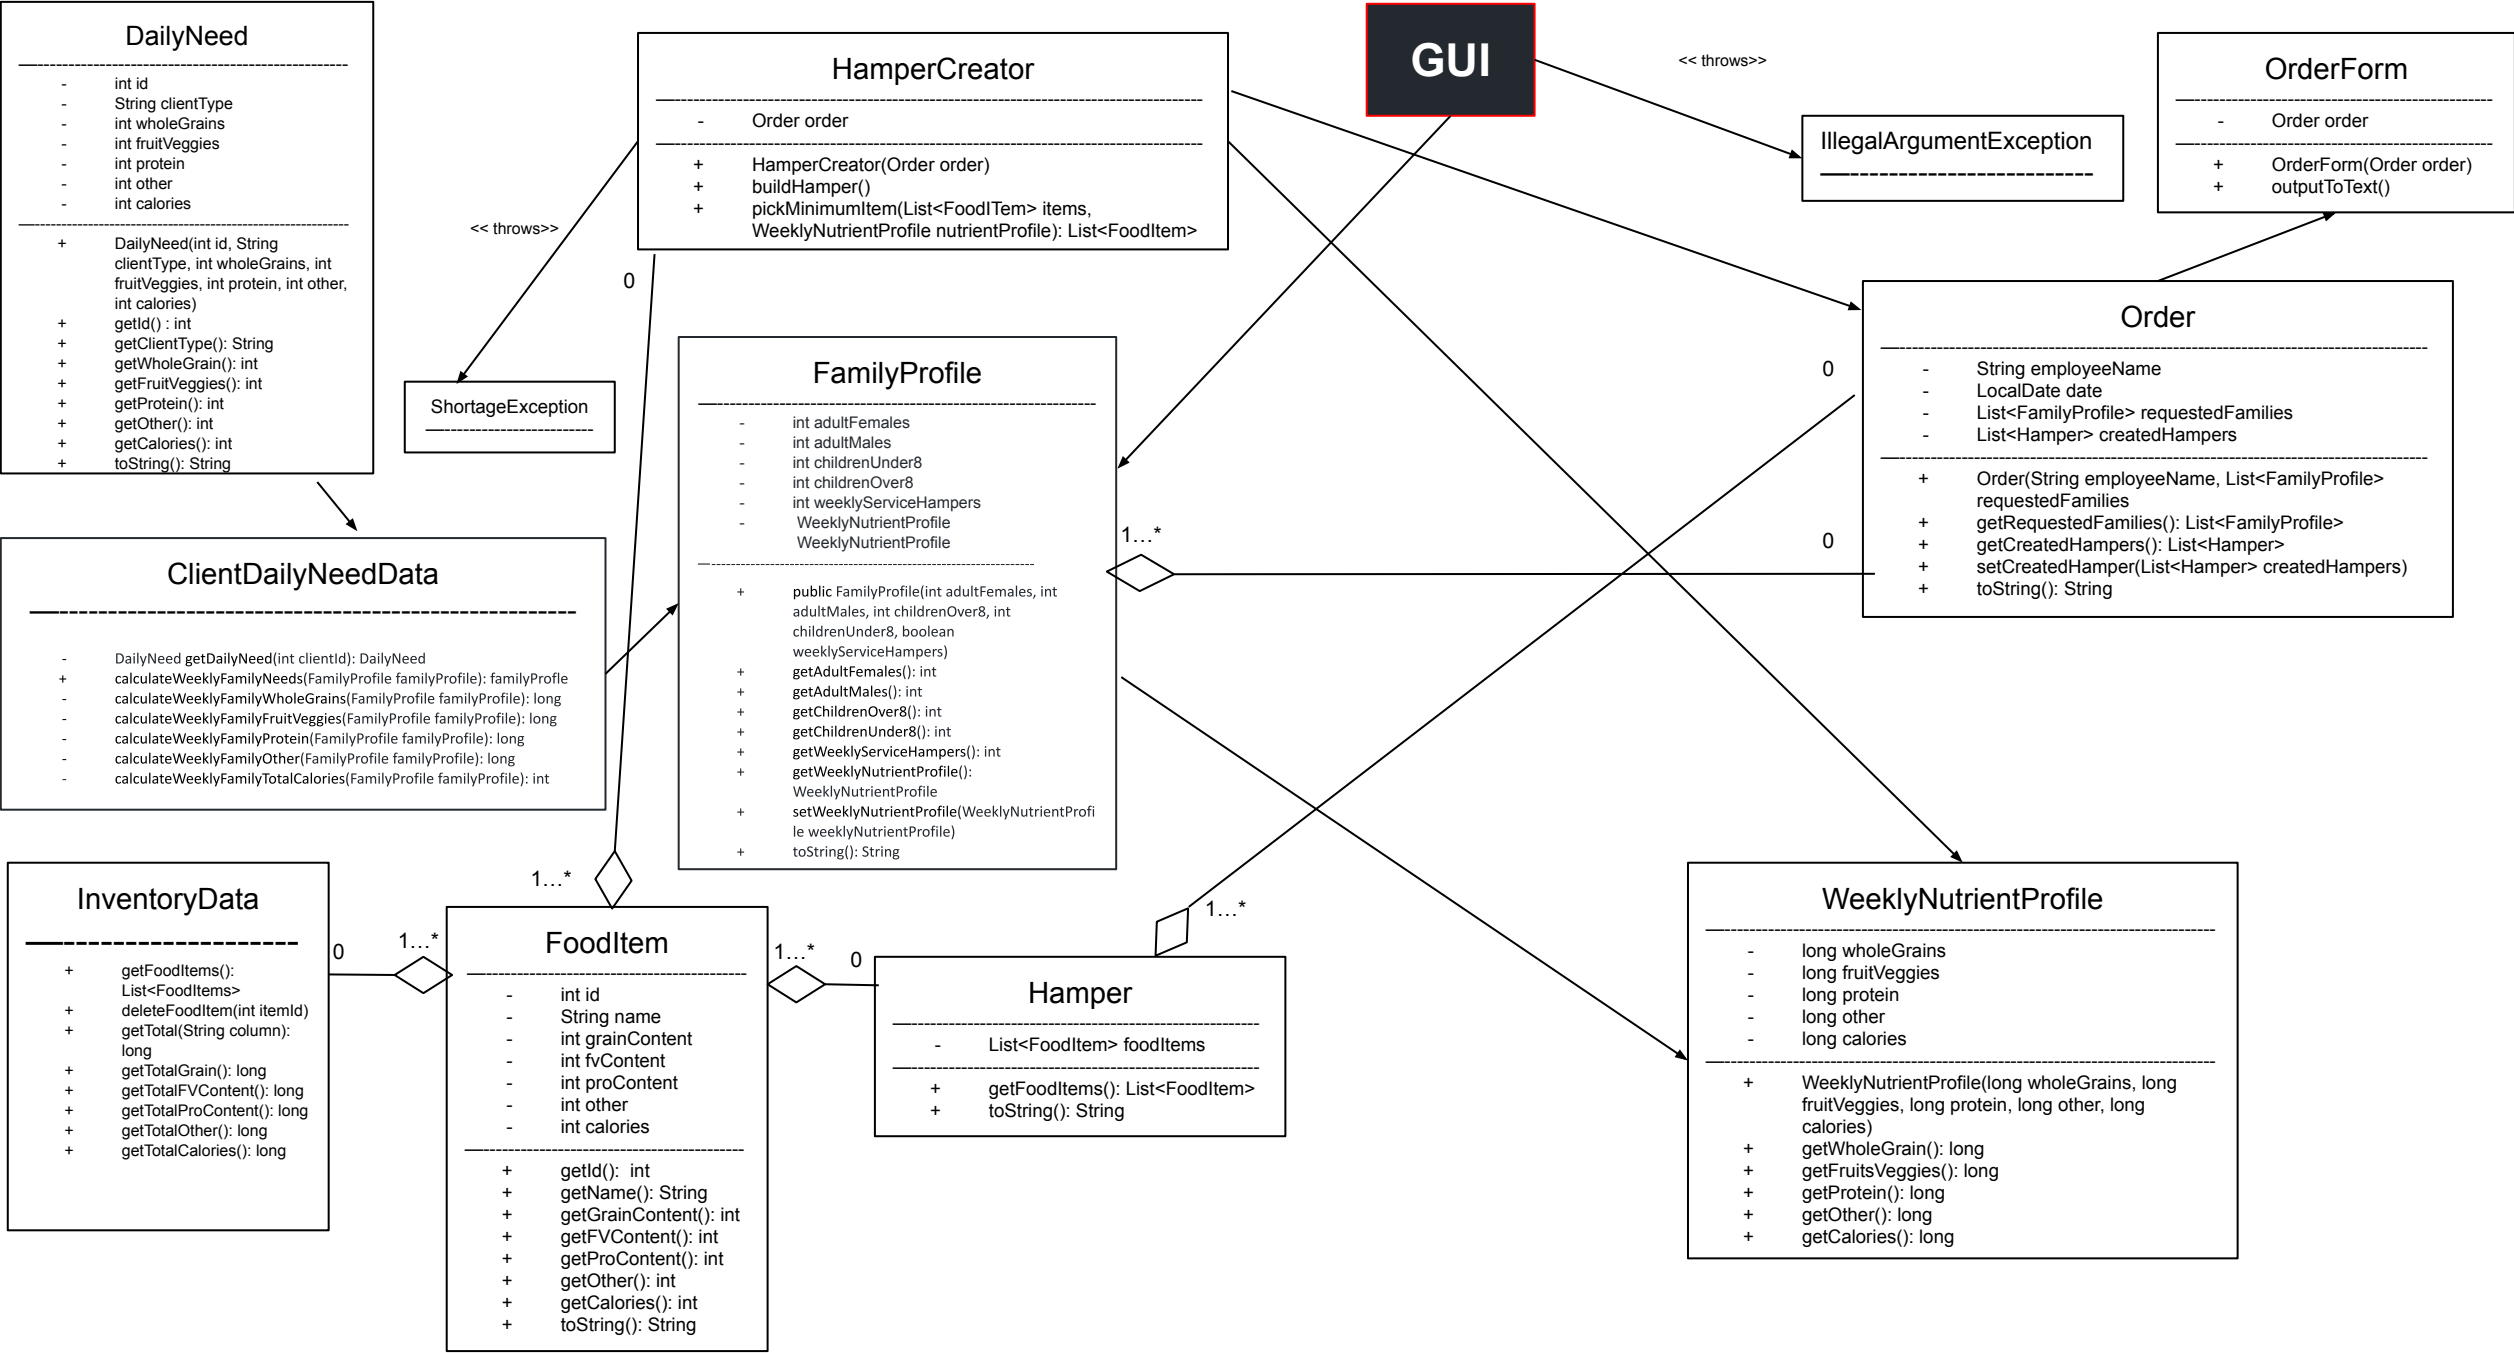 DailyNeed
- int id
- String clientType
- int wholeGrains
- int fruitVeggies
- int protein
- int other
- int calories
+ DailyNeed(int id, String
clientType, int wholeGrains, int
fruitVeggies, int protein, int other,
int calories)
+ getId() : int
+ getClientType(): String
+ getWholeGrain(): int
+ getFruitVeggies(): int
+ getProtein(): int
+ getOther(): int
+ getCalories(): int
+ toString(): String
<< throws>>
HamperCreator
- Order order
+ HamperCreator(Order order)
+ buildHamper()
+ pickMinimumItem(List<FoodITem> items,
WeeklyNutrientProfile nutrientProfile): List<FoodItem>
0
GUI
<< throws>>
IllegalArgumentException
OrderForm
- Order order
+ OrderForm(Order order)
+ outputToText()
ShortageException
FamilyProfile
- int adultFemales
- int adultMales
- int childrenUnder8
- int childrenOver8
- int weeklyServiceHampers
- WeeklyNutrientProfile
WeeklyNutrientProfile
+ public FamilyProfile(int adultFemales, int
adultMales, int childrenOver8, int
childrenUnder8, boolean
weeklyServiceHampers)
+ getAdultFemales(): int
+ getAdultMales(): int
+ getChildrenOver8(): int
+ getChildrenUnder8(): int
+ getWeeklyServiceHampers(): int
+ getWeeklyNutrientProfile():
WeeklyNutrientProfile
+ setWeeklyNutrientProfile(WeeklyNutrientProfi
le weeklyNutrientProfile)
+ toString(): String
1…*
0
0
Order
- String employeeName
- LocalDate date
- List<FamilyProfile> requestedFamilies
- List<Hamper> createdHampers
+ Order(String employeeName, List<FamilyProfile>
requestedFamilies
+ getRequestedFamilies(): List<FamilyProfile>
+ getCreatedHampers(): List<Hamper>
+ setCreatedHamper(List<Hamper> createdHampers)
+ toString(): String
ClientDailyNeedData
- DailyNeed getDailyNeed(int clientId): DailyNeed
+ calculateWeeklyFamilyNeeds(FamilyProfile familyProfile): familyProfle
- calculateWeeklyFamilyWholeGrains(FamilyProfile familyProfile): long
- calculateWeeklyFamilyFruitVeggies(FamilyProfile familyProfile): long
- calculateWeeklyFamilyProtein(FamilyProfile familyProfile): long
- calculateWeeklyFamilyOther(FamilyProfile familyProfile): long
- calculateWeeklyFamilyTotalCalories(FamilyProfile familyProfile): int
InventoryData
+ getFoodItems():
List<FoodItems>
+ deleteFoodItem(int itemId)
+ getTotal(String column):
long
+ getTotalGrain(): long
+ getTotalFVContent(): long
+ getTotalProContent(): long
+ getTotalOther(): long
+ getTotalCalories(): long
0
1…*
1…*
FoodItem
- int id
- String name
- int grainContent
- int fvContent
- int proContent
- int other
- int calories
+ getId(): int
+ getName(): String
+ getGrainContent(): int
+ getFVContent(): int
+ getProContent(): int
+ getOther(): int
+ getCalories(): int
+ toString(): String
1…*
0
1…*
Hamper
- List<FoodItem> foodItems
+ getFoodItems(): List<FoodItem>
+ toString(): String
WeeklyNutrientProfile
- long wholeGrains
- long fruitVeggies
- long protein
- long other
- long calories
+ WeeklyNutrientProfile(long wholeGrains, long
fruitVeggies, long protein, long other, long
calories)
+ getWholeGrain(): long
+ getFruitsVeggies(): long
+ getProtein(): long
+ getOther(): long
+ getCalories(): long